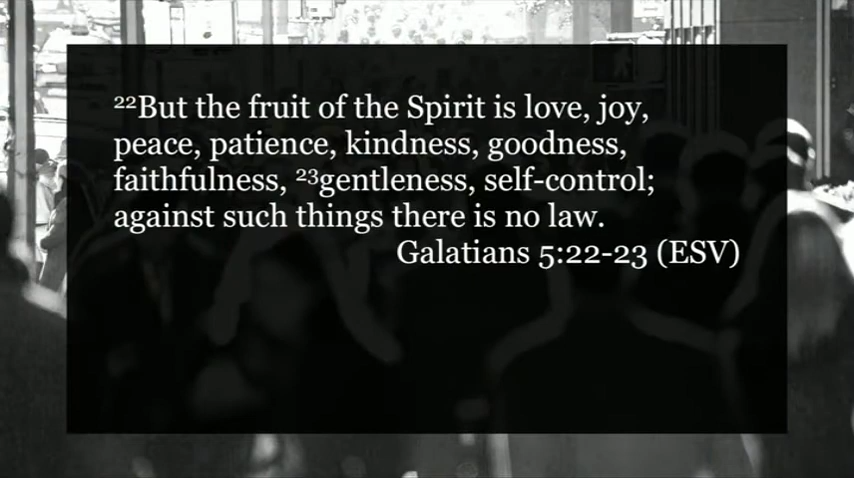 ²²But the fruit of the Spirit is love, joy,
peace, patience, kindness, goodness,
faithfulness, ²³gentleness, self-control;
against such things there is no law.
Galatians 5:22-23 (ESV)